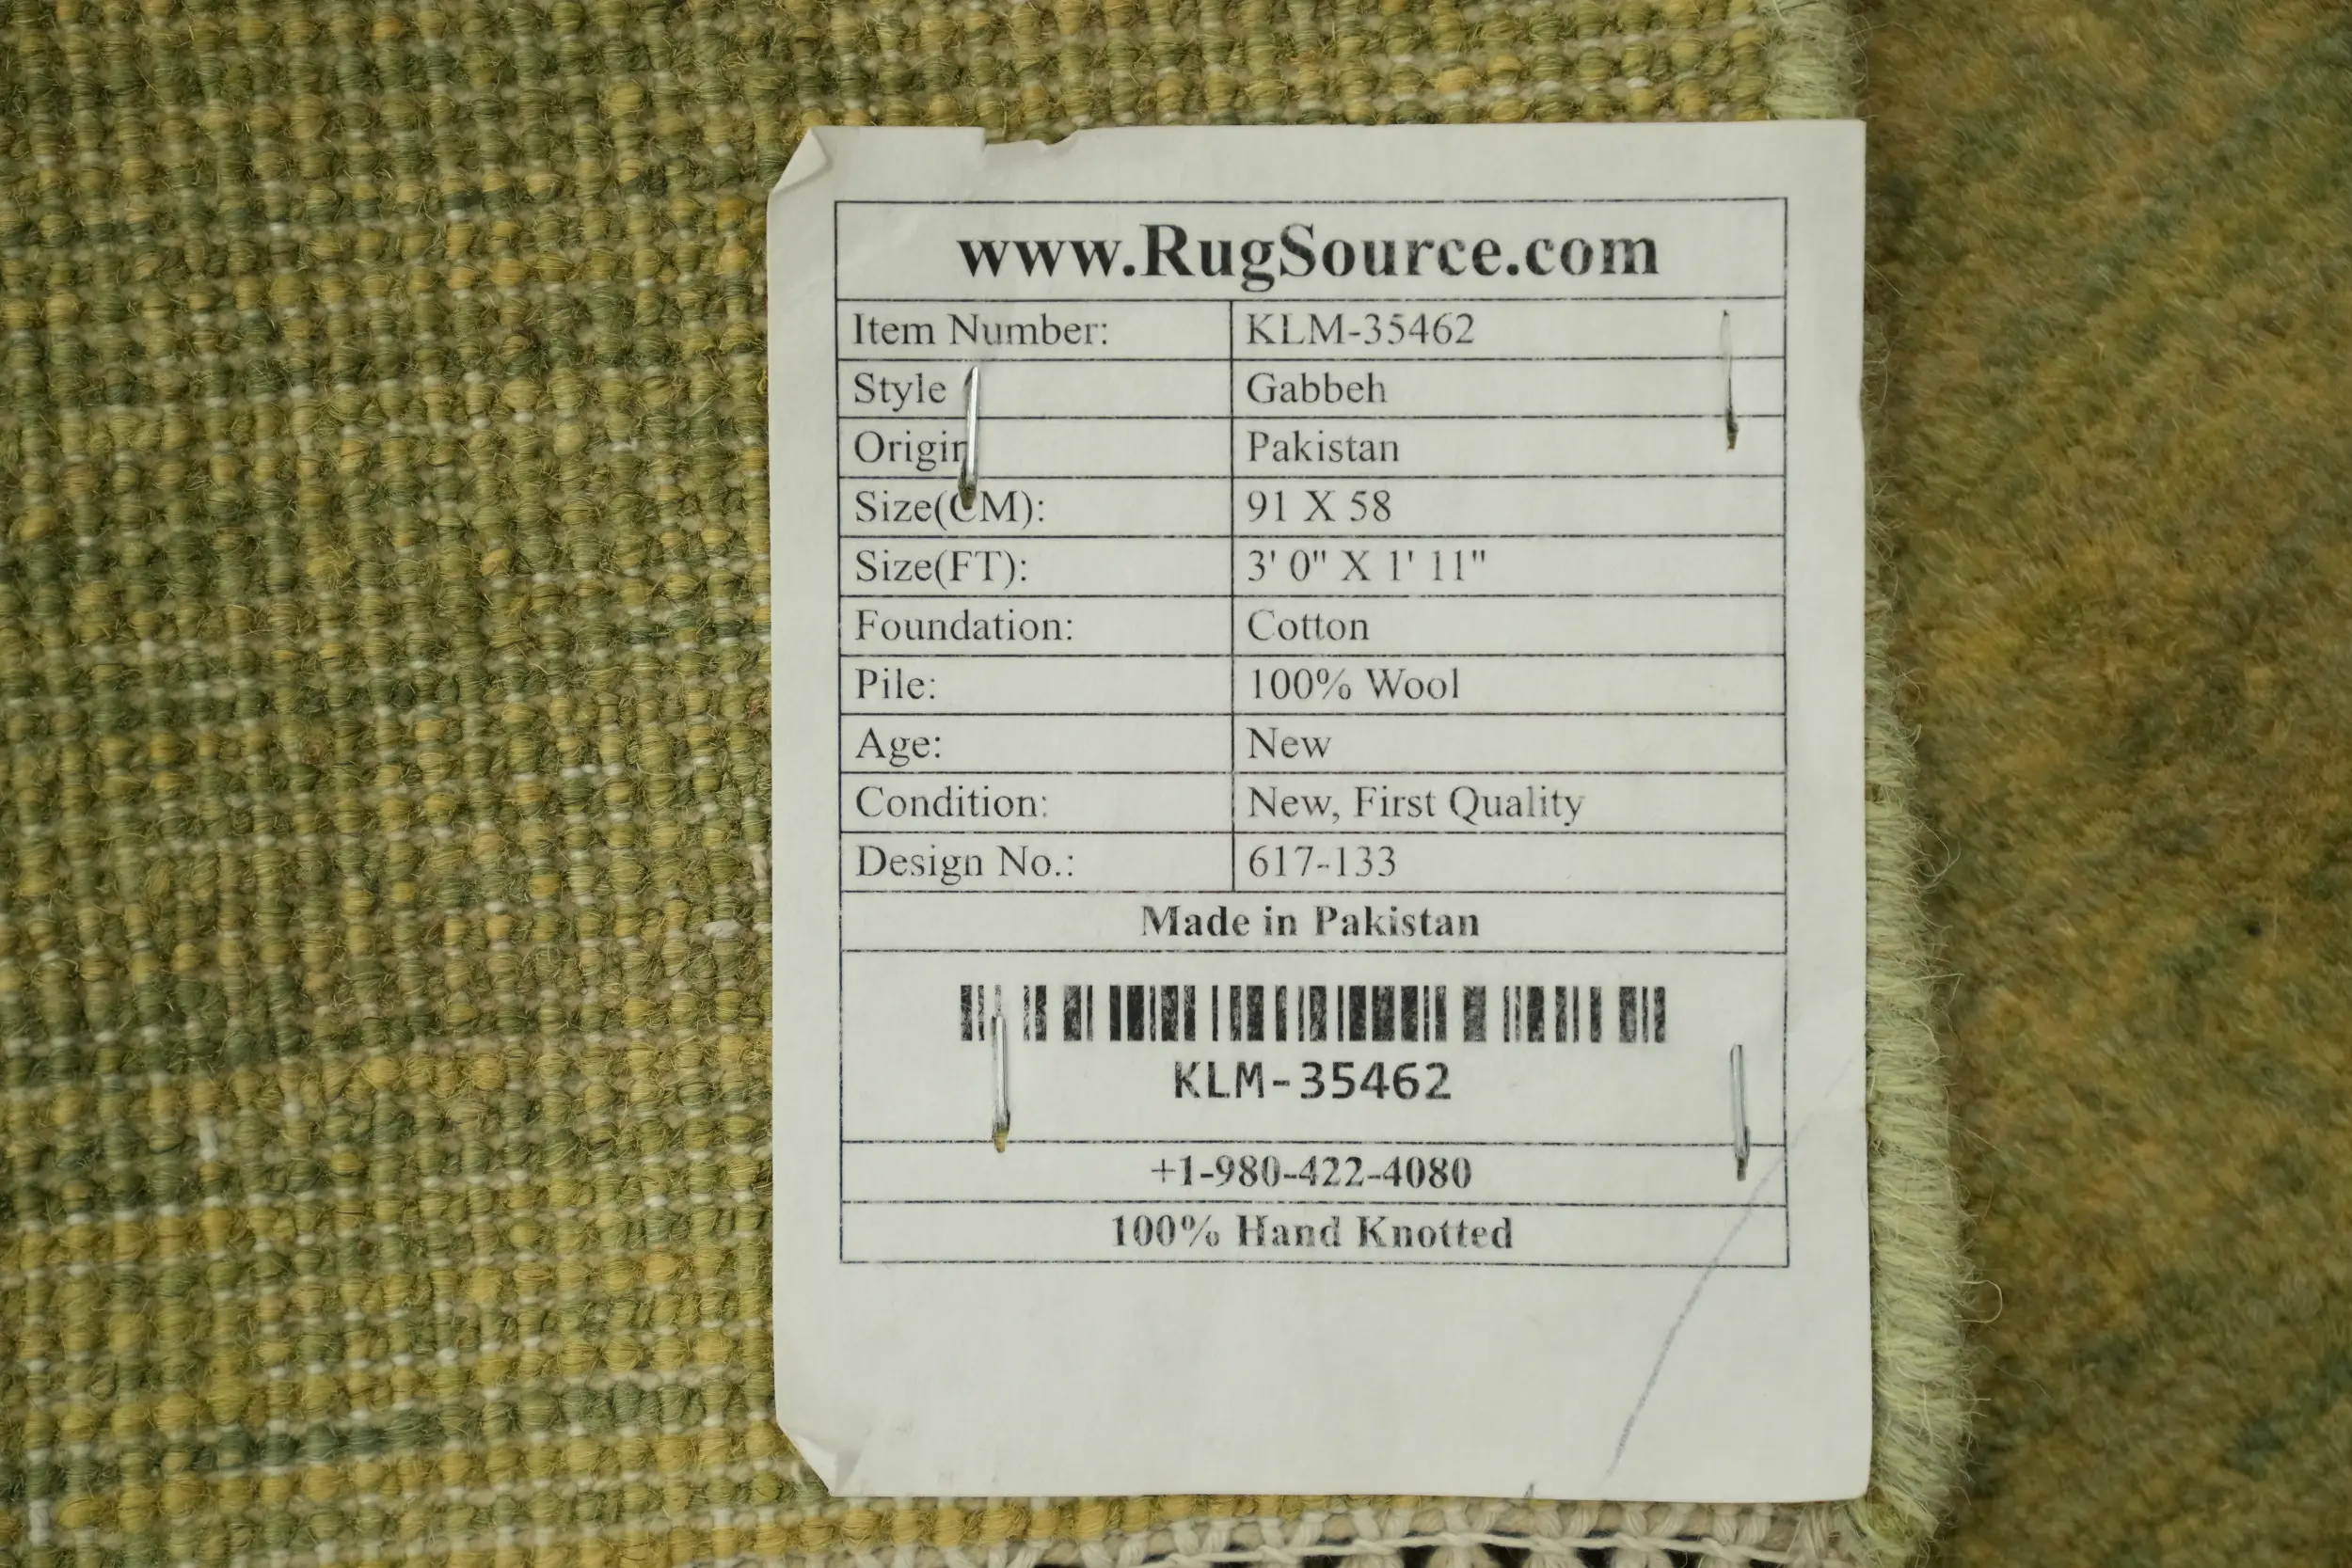 www.RugSource.com
Item Number: KLM-35462
Style Gabbeh
Origin Pakistan
Size(CM): 91 X 58
Size(FT): 3' 0" X 1' 11"
Foundation: Cotton
Pile: 100% Wool
Age: New
Condition: New, First Quality
Design No.: 617-133
Made in Pakistan
KLM-35462
+1-980-422-4080
100% Hand Knotted